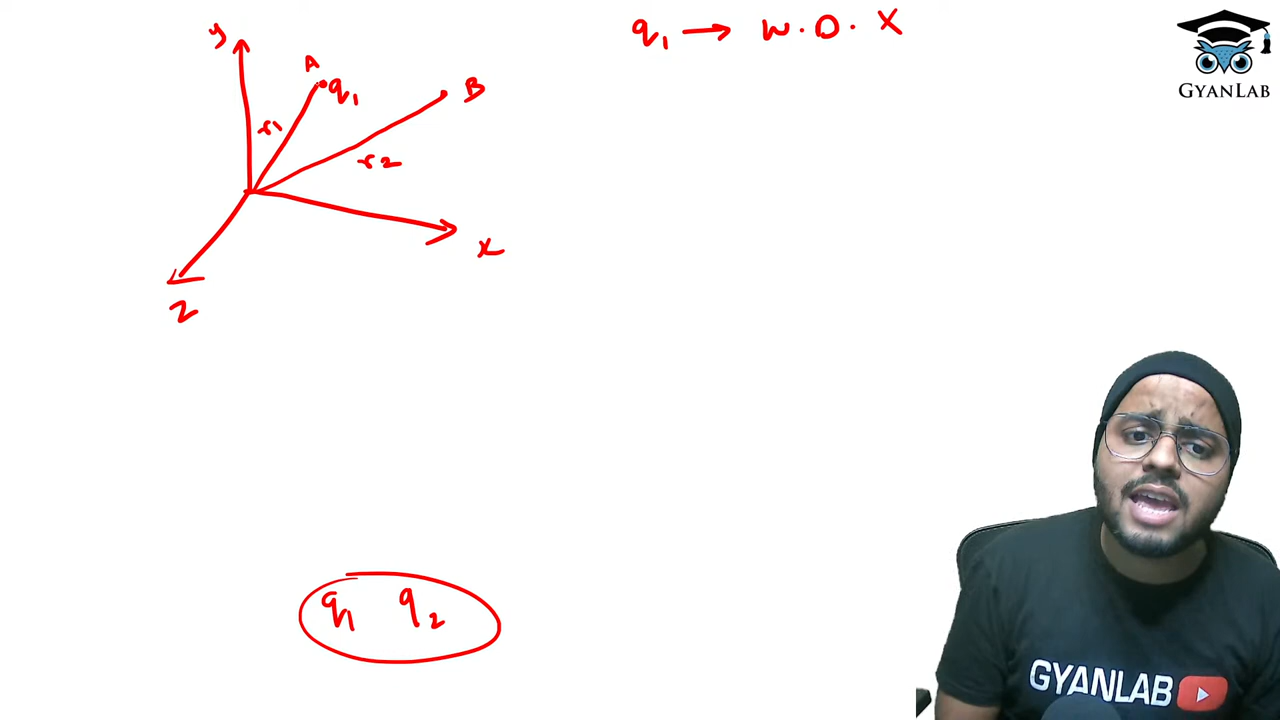 q₁ → W.D. X
y
A
q₁
B
r₁
r₂
x
z
q₁ q₂
GYANLAB
GYANLAB